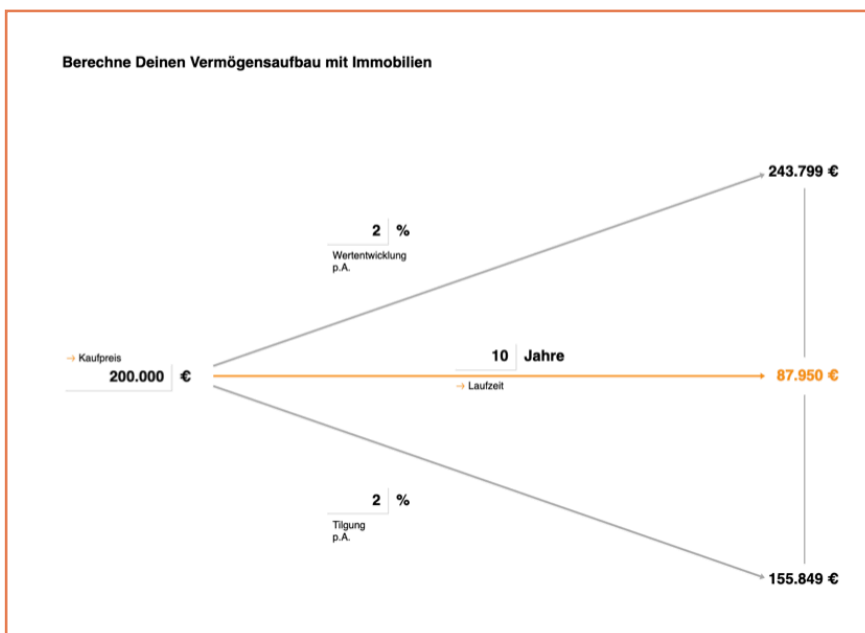 Berechne Deinen Vermögensaufbau mit Immobilien
243.799 €
2 %
Wertentwicklung
p.A.
10 Jahre
→ Kaufpreis
200.000 €
87.950 €
→ Laufzeit
2 %
Tilgung
p.A.
155.849 €